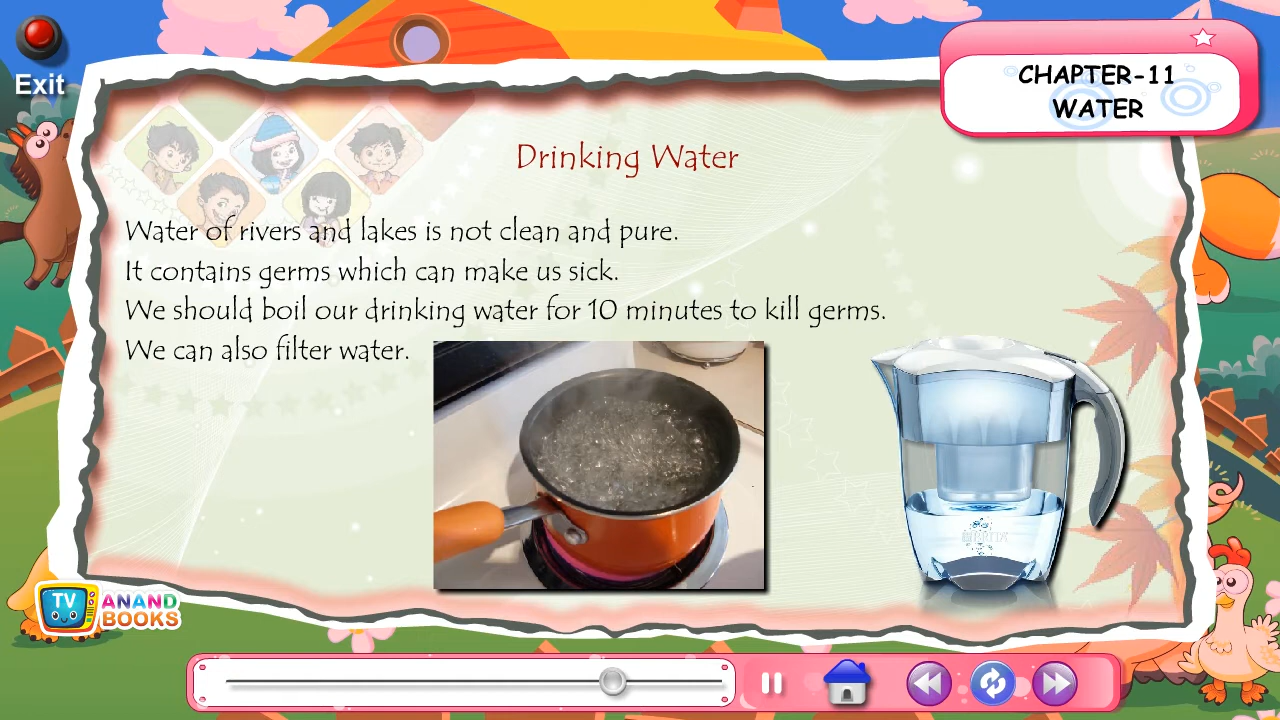 Exit
CHAPTER-11
WATER
Drinking Water
Water of rivers and lakes is not clean and pure.
It contains germs which can make us sick.
We should boil our drinking water for 10 minutes to kill germs.
We can also filter water.
TV
ANAND
BOOKS